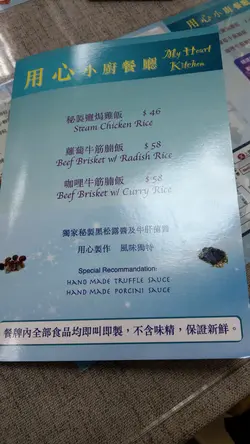 用心小廚餐廳
My Heart
Kitchen
秘製鹽焗雞飯 $ 46
Steam Chicken Rice
蘿蔔牛筋腩飯 $ 58
Beef Brisket w/ Radish Rice
咖哩牛筋腩飯 $ 58
Beef Brisket w/ Curry Rice
獨家秘製黑松露醬及牛肝菌醬
用心製作 風味獨特
Special Recommandation:
HAND MADE TRUFFLE SAUCE
HAND MADE PORCINI SAUCE
餐牌內全部食品均即叫即製，不含味精，保證新鮮。